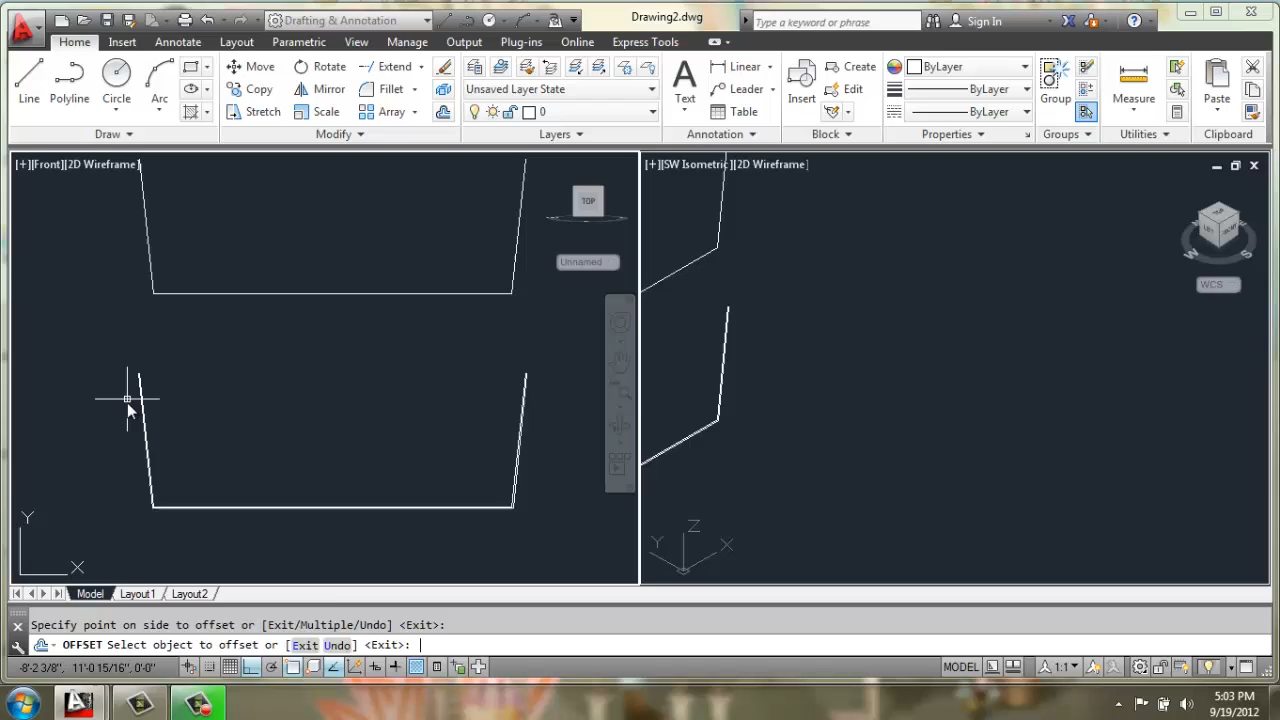 Drafting & Annotation
Drawing2.dwg
Type a keyword or phrase
Sign In
Home Insert Annotate Layout Parametric View Manage Output Plug-ins Online Express Tools
Line Polyline Circle Arc
Move Rotate Extend
Copy Mirror Fillet
Stretch Scale Array
Unsaved Layer State
0
Text
Linear
Leader
Table
Insert
Create
Edit
ByLayer
ByLayer
ByLayer
Group
Measure
Paste
Draw Modify Layers Annotation Block Properties Groups Utilities Clipboard
[+][Front][2D Wireframe]
TOP
Unnamed
[+][SW Isometric][2D Wireframe]
TOP
LEFT FRONT
W S
WCS
Y
X
Z
Y X
Model Layout1 Layout2
Specify point on side to offset or [Exit/Multiple/Undo] <Exit>:
OFFSET Select object to offset or [Exit Undo] <Exit>:
-8'-2 3/8", 11'-0 15/16", 0'-0"
MODEL
1:1
5:03 PM
9/19/2012